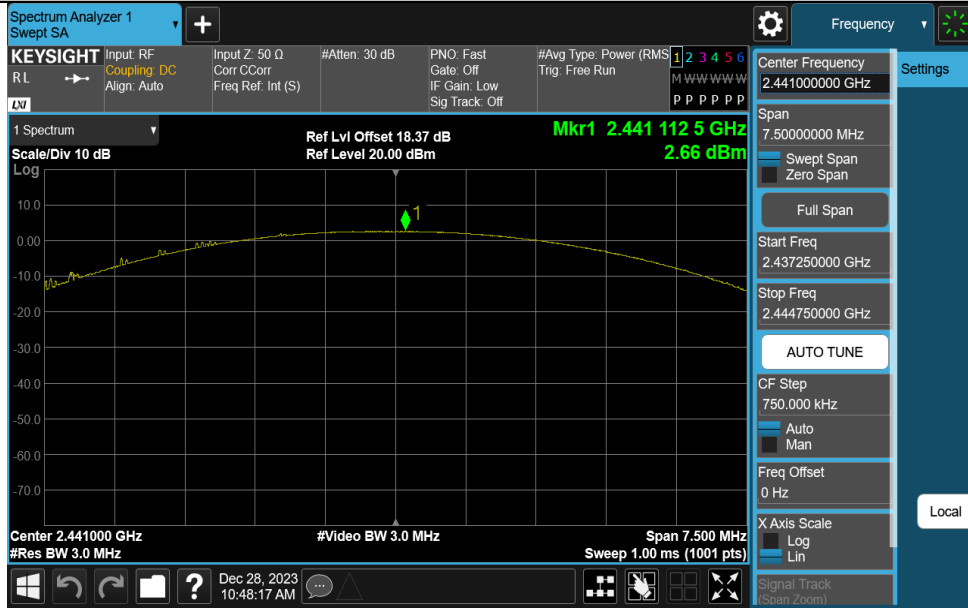 Spectrum Analyzer 1
Swept SA
+
Frequency
KEYSIGHT
RL
LXI
Input: RF
Coupling: DC
Align: Auto
Input Z: 50 Ω
Corr CCorr
Freq Ref: Int (S)
#Atten: 30 dB
PNO: Fast
Gate: Off
IF Gain: Low
Sig Track: Off
#Avg Type: Power (RMS
Trig: Free Run
1 2 3 4 5 6
M W W W W W
P P P P P P
1 Spectrum
Scale/Div 10 dB
Ref Lvl Offset 18.37 dB
Ref Level 20.00 dBm
Mkr1 2.441 112 5 GHz
2.66 dBm
Log
10.0
0.00
-10.0
-20.0
-30.0
-40.0
-50.0
-60.0
-70.0
1
Center 2.441000 GHz
#Res BW 3.0 MHz
#Video BW 3.0 MHz
Span 7.500 MHz
Sweep 1.00 ms (1001 pts)
?
Dec 28, 2023
10:48:17 AM
Center Frequency
2.441000000 GHz
Span
7.50000000 MHz
Swept Span
Zero Span
Full Span
Start Freq
2.437250000 GHz
Stop Freq
2.444750000 GHz
AUTO TUNE
CF Step
750.000 kHz
Auto
Man
Freq Offset
0 Hz
X Axis Scale
Log
Lin
Signal Track
(Span Zoom)
Settings
Local